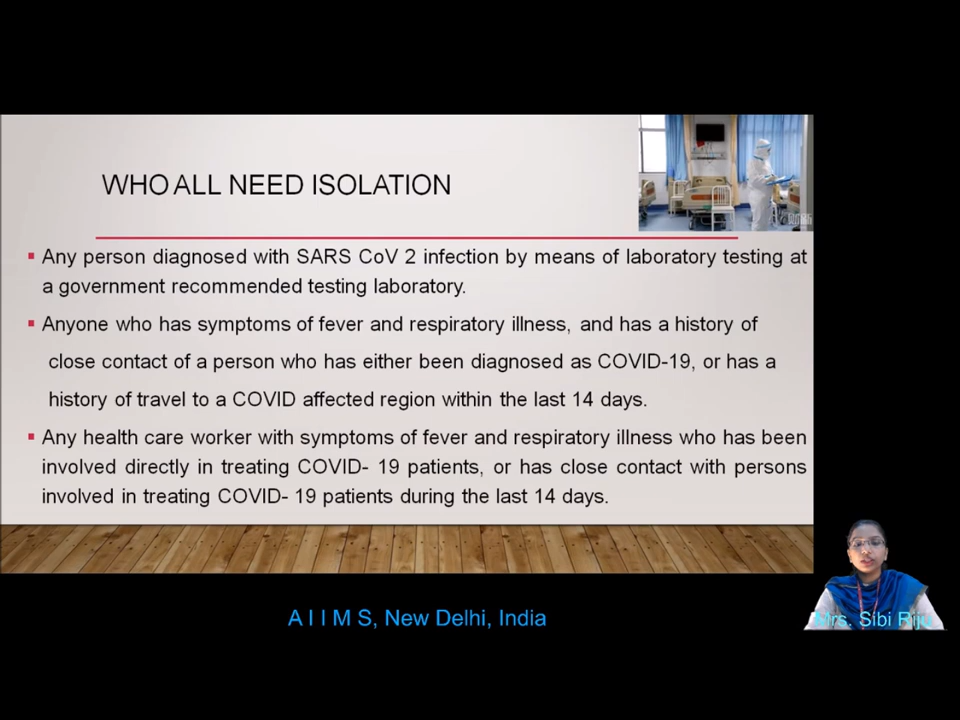 WHO ALL NEED ISOLATION
▪ Any person diagnosed with SARS CoV 2 infection by means of laboratory testing at
a government recommended testing laboratory.
▪ Anyone who has symptoms of fever and respiratory illness, and has a history of
close contact of a person who has either been diagnosed as COVID-19, or has a
history of travel to a COVID affected region within the last 14 days.
▪ Any health care worker with symptoms of fever and respiratory illness who has been
involved directly in treating COVID- 19 patients, or has close contact with persons
involved in treating COVID- 19 patients during the last 14 days.
A I I M S, New Delhi, India
Mrs. Sibi Riju